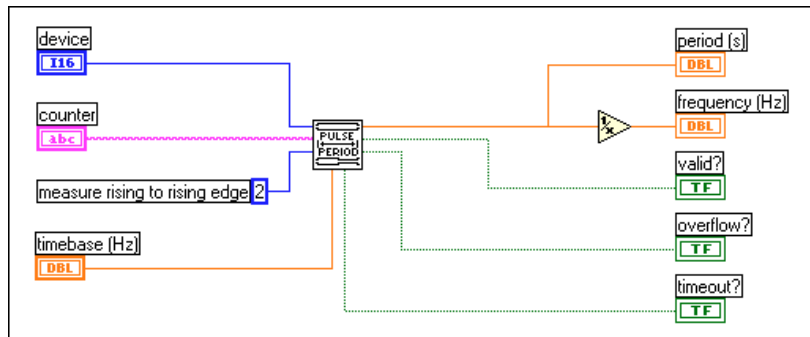 device
I16
counter
abc
measure rising to rising edge 2
timebase (Hz)
DBL
PULSE
PERIOD
1/x
period (s)
DBL
frequency (Hz)
DBL
valid?
TF
overflow?
TF
timeout?
TF